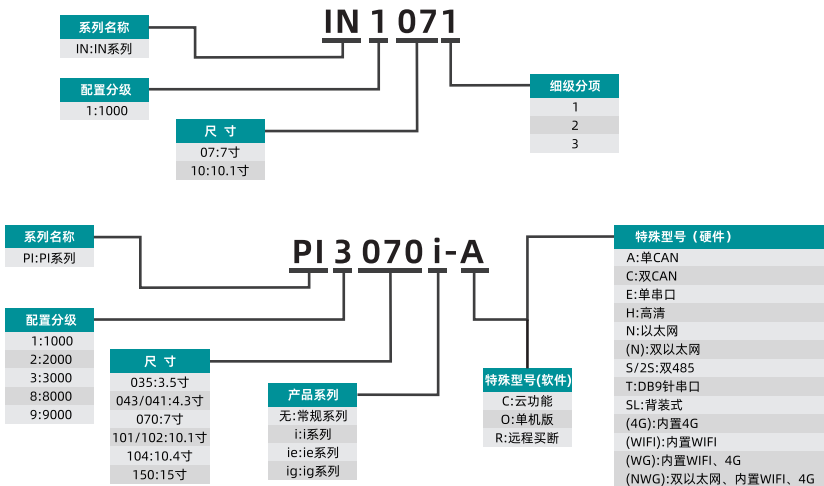 IN 1 07 1
系列名称
IN:IN系列
配置分级
1:1000
尺 寸
07:7寸
10:10.1寸
细级分项
1
2
3
PI 3 070 i-A
系列名称
PI:PI系列
配置分级
1:1000
2:2000
3:3000
8:8000
9:9000
尺 寸
035:3.5寸
043/041:4.3寸
070:7寸
101/102:10.1寸
104:10.4寸
150:15寸
产品系列
无:常规系列
i:i系列
ie:ie系列
ig:ig系列
特殊型号(软件)
C:云功能
O:单机版
R:远程买断
特殊型号（硬件）
A:单CAN
C:双CAN
E:单串口
H:高清
N:以太网
(N):双以太网
S/2S:双485
T:DB9针串口
SL:背装式
(4G):内置4G
(WIFI):内置WIFI
(WG):内置WIFI、4G
(NWG):双以太网、内置WIFI、4G